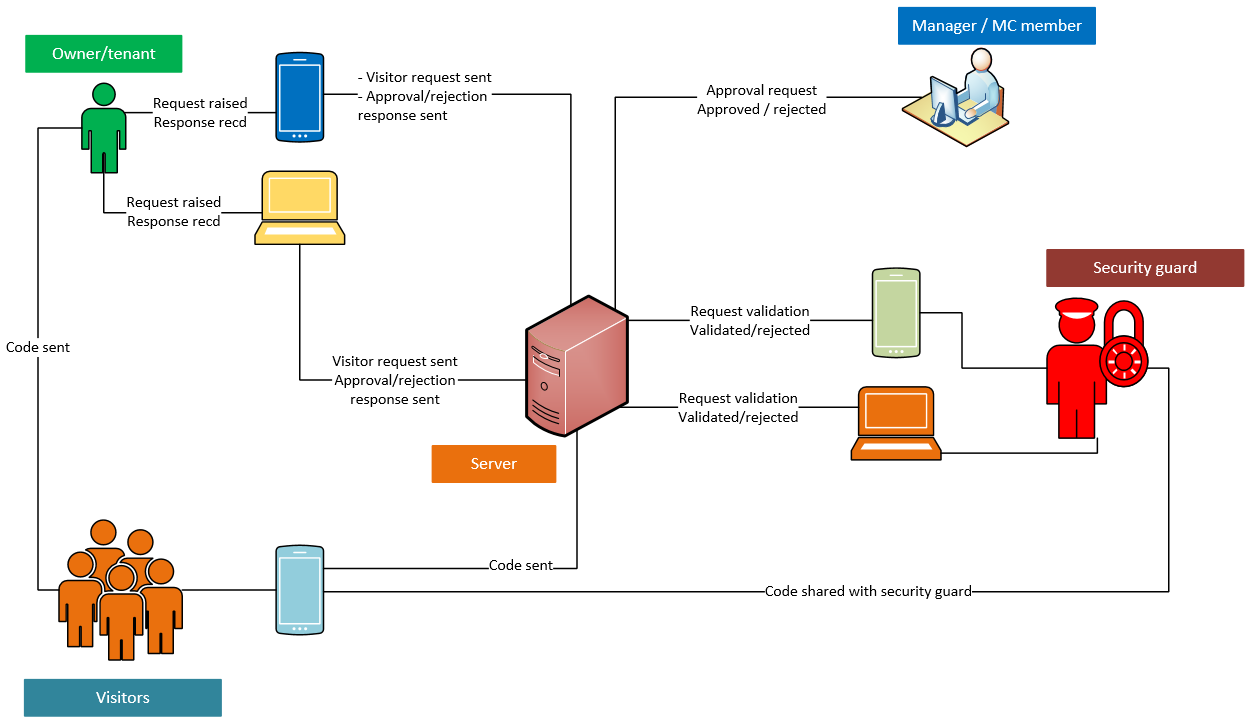 Manager / MC member
Owner/tenant
- Visitor request sent
- Approval/rejection
response sent
Approval request
Approved / rejected
Request raised
Response recd
Request raised
Response recd
Security guard
Request validation
Validated/rejected
Code sent
Visitor request sent
Approval/rejection
response sent
Request validation
Validated/rejected
Server
Code sent
Code shared with security guard
Visitors